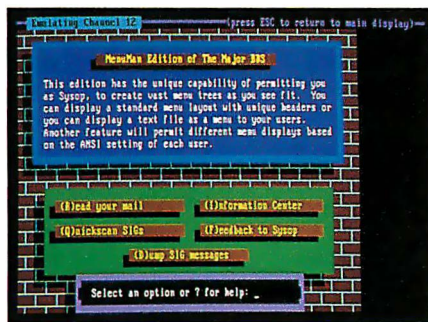 Emulating Channel 12 (press ESC to return to main display)
MenuMan Edition of The Major BBS
This edition has the unique capability of permitting you
as Sysop, to create vast menu trees as you see fit. You
can display a standard menu layout with unique headers or
you can display a text file as a menu to your users.
Another feature will permit different menu displays based
on the ANSI setting of each user.
(R)ead your mail (I)nformation Center
(Q)uickscan SIGs (F)eedback to Sysop
(D)ump SIG messages
Select an option or ? for help: _